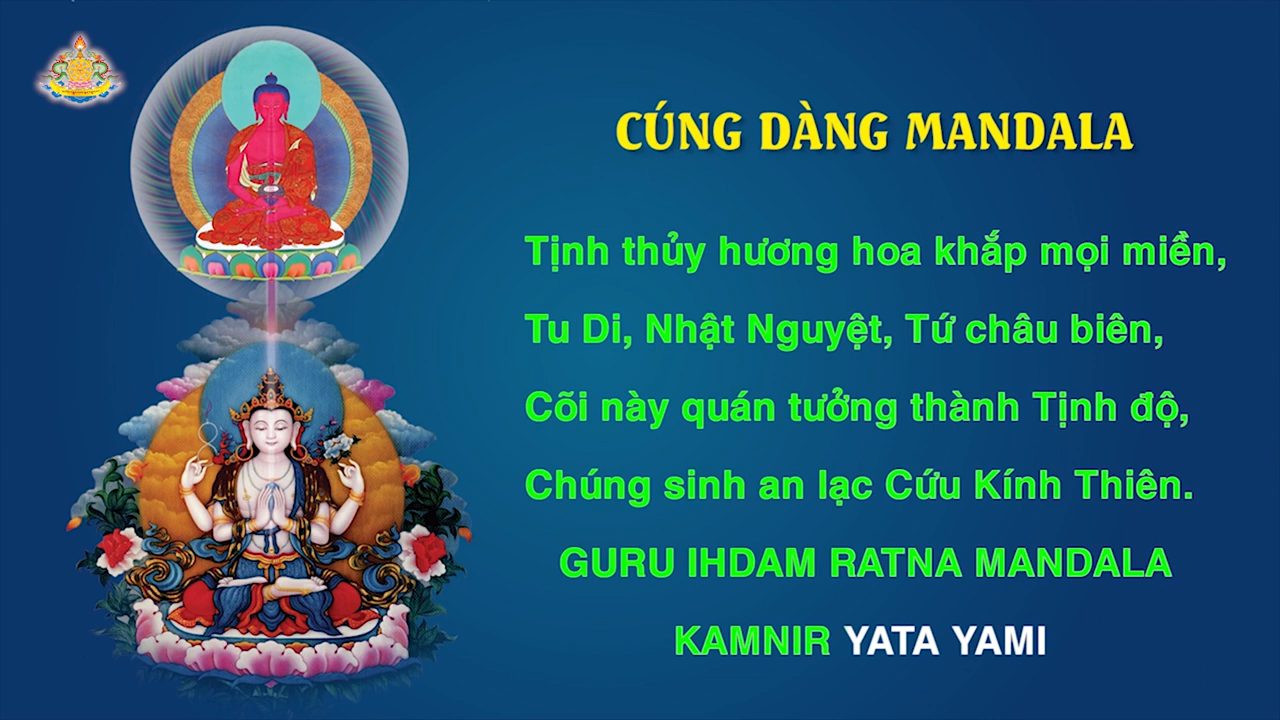 CÚNG DÀNG MANDALA
Tịnh thủy hương hoa khắp mọi miền,
Tu Di, Nhật Nguyệt, Tứ châu biên,
Cõi này quán tưởng thành Tịnh độ,
Chúng sinh an lạc Cứu Kính Thiên.
GURU IHDAM RATNA MANDALA
KAMNIR YATA YAMI